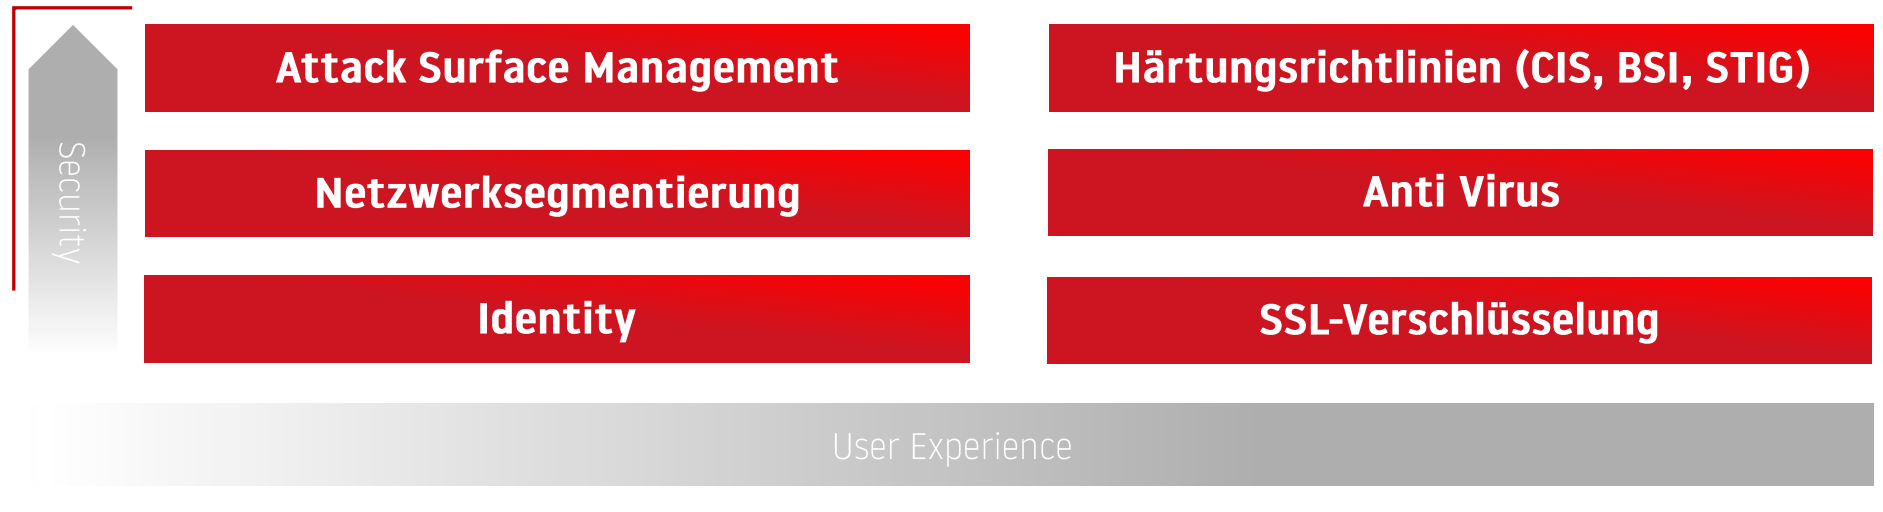 Attack Surface Management
Härtungsrichtlinien (CIS, BSI, STIG)
Security
Netzwerksegmentierung
Anti Virus
Identity
SSL-Verschlüsselung
User Experience